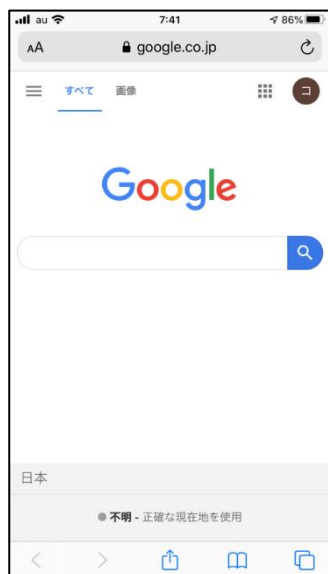 au 7:41 86%
AA google.co.jp
すべて 画像 コ
Google
日本
不明 - 正確な現在地を使用